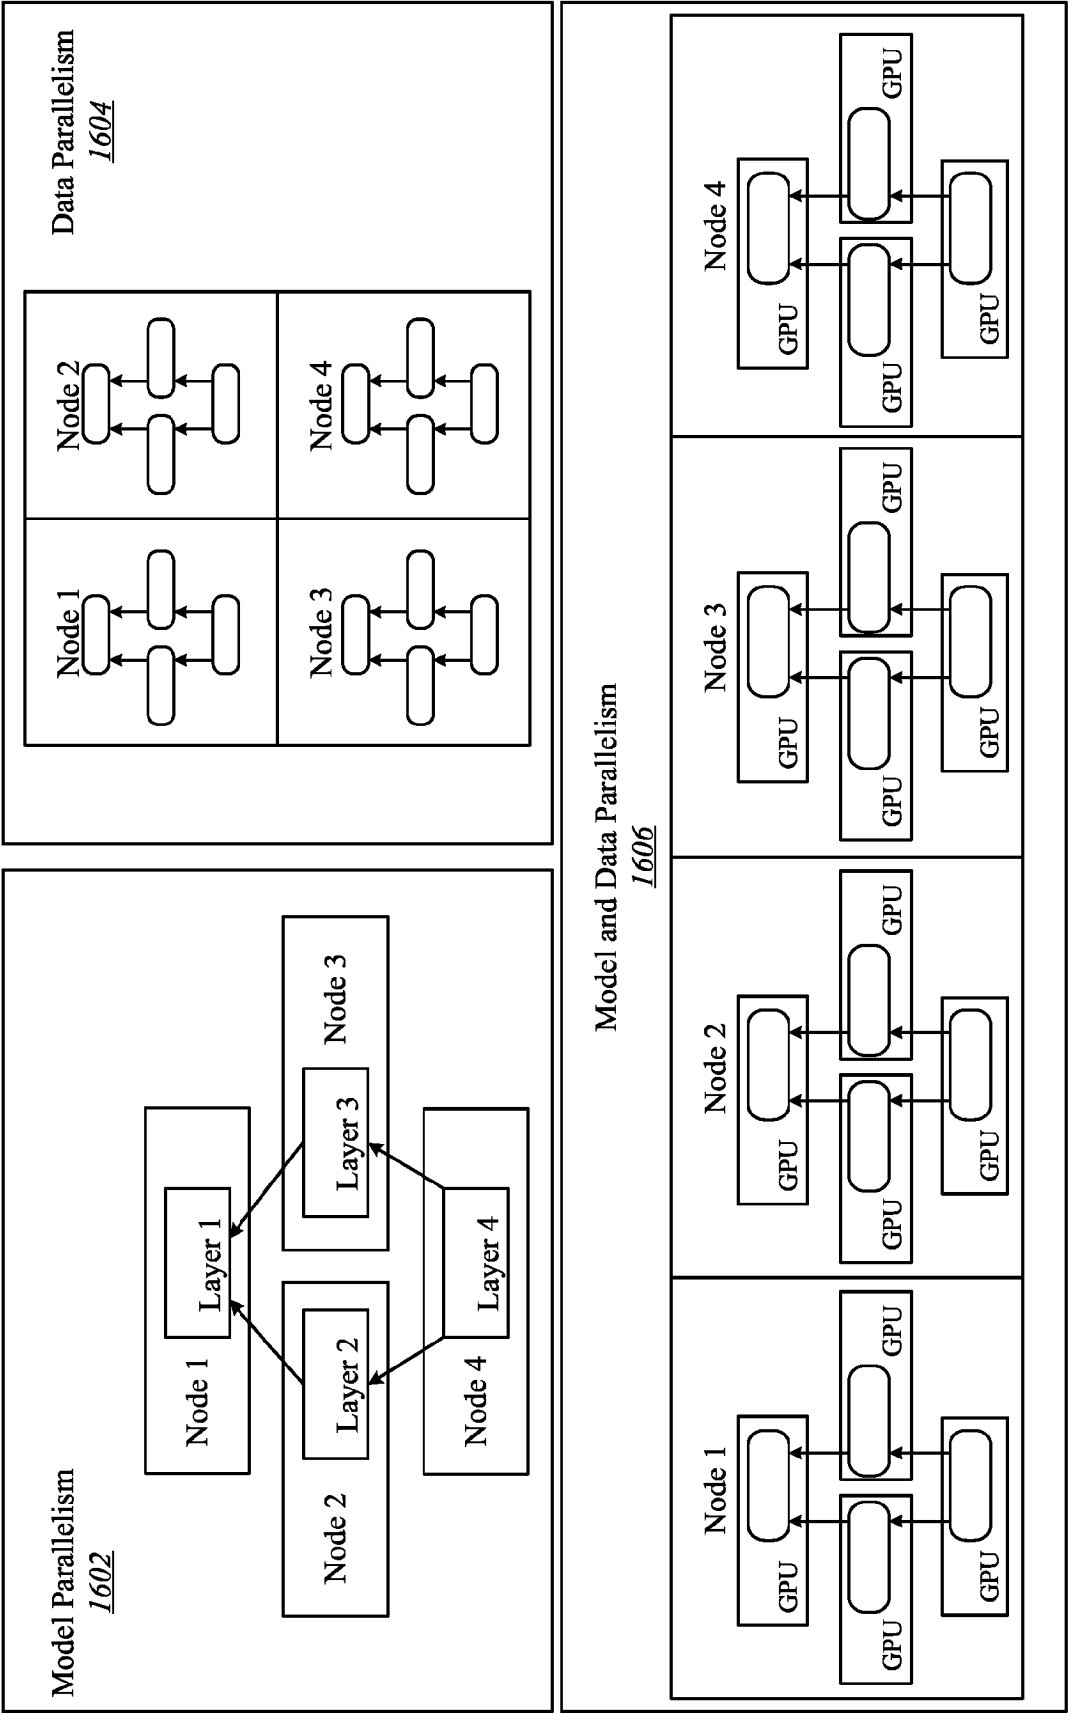 Model Parallelism
1602
Node 1
Layer 1
Node 2
Layer 2
Layer 3
Node 3
Node 4
Layer 4
Data Parallelism
1604
Node 1
Node 2
Node 3
Node 4
Model and Data Parallelism
1606
Node 1
GPU
GPU
GPU
GPU
Node 2
GPU
GPU
GPU
GPU
Node 3
GPU
GPU
GPU
GPU
Node 4
GPU
GPU
GPU
GPU